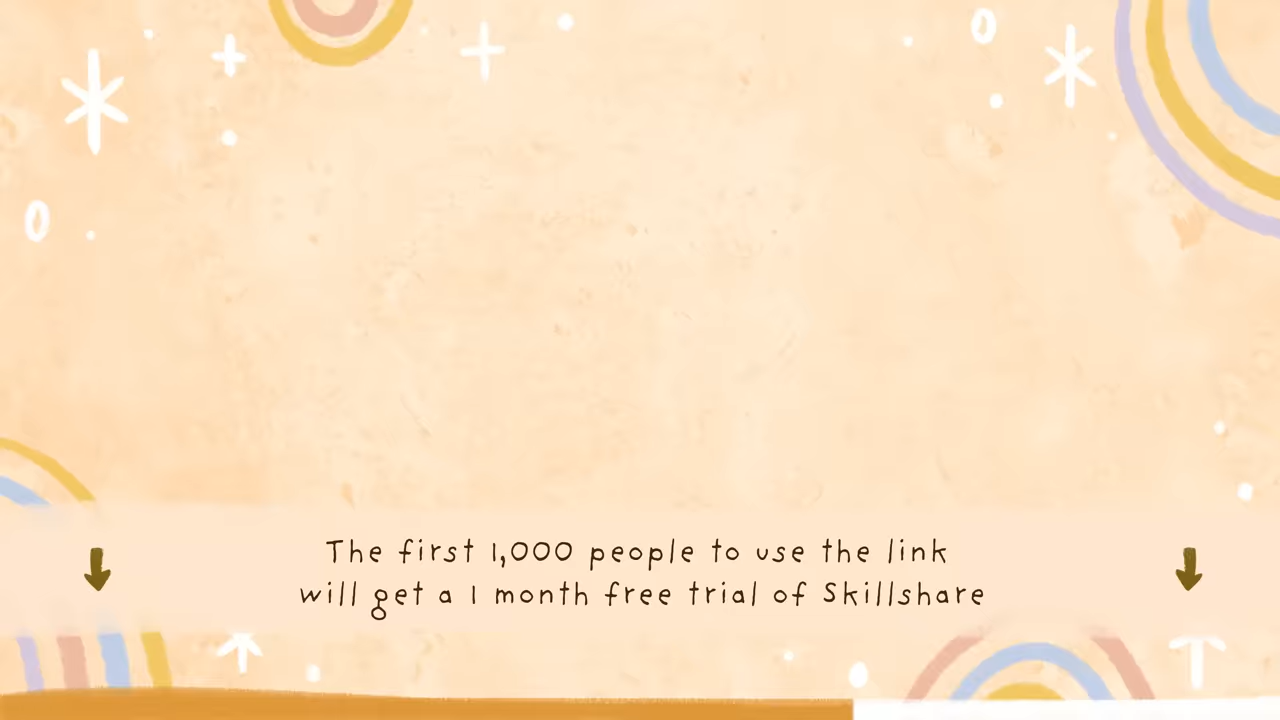 The first 1,000 people to use the link
will get a 1 month free trial of Skillshare